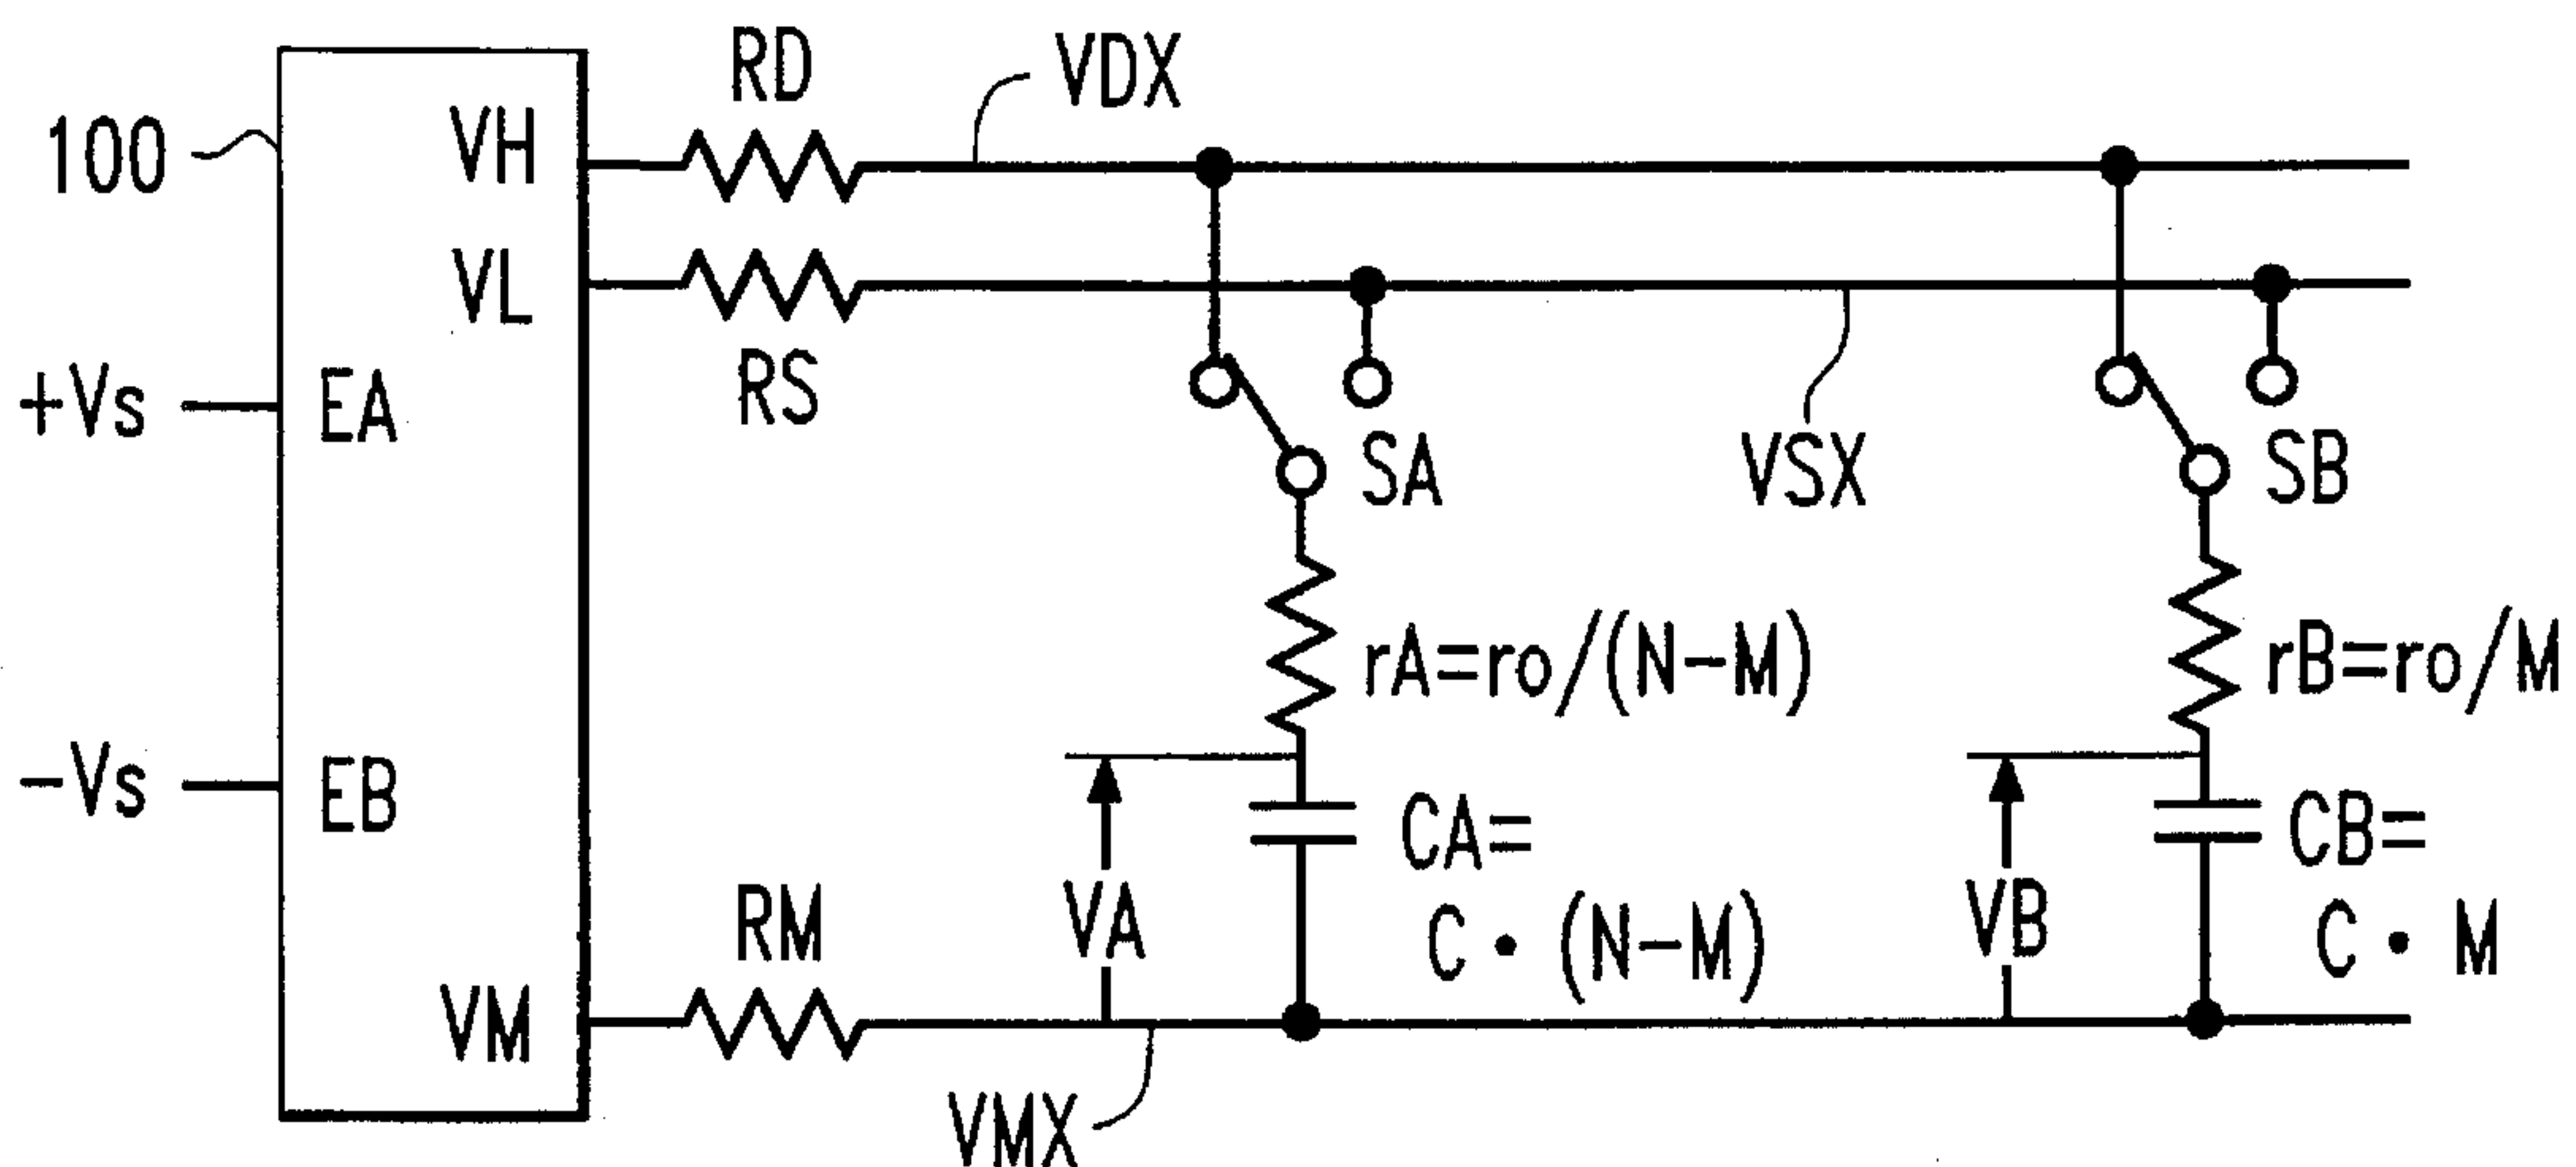 RD
VDX
100
VH
VL
RS
+Vs
EA
SA
VSX
SB
rA=ro/(N-M)
rB=ro/M
-Vs
EB
CA=
C・(N-M)
CB=
C・M
VA
VB
RM
VM
VMX